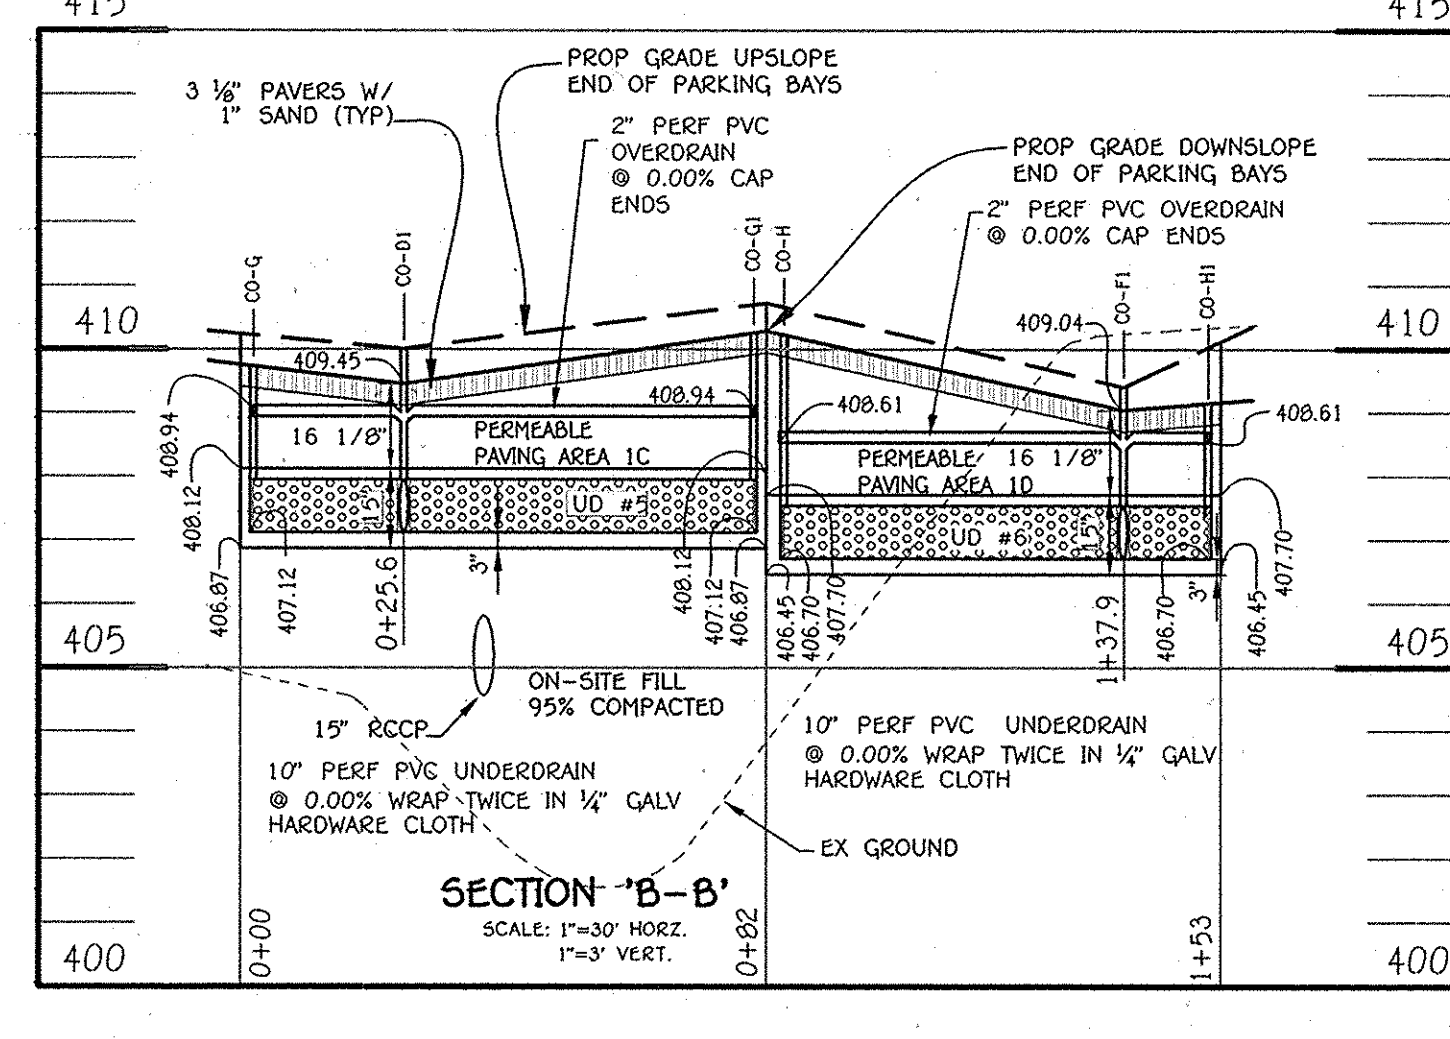 415
415
3 ⅛" PAVERS W/
1" SAND (TYP)
PROP GRADE UPSLOPE
END OF PARKING BAYS
2" PERF PVC
OVERDRAIN
@ 0.00% CAP
ENDS
PROP GRADE DOWNSLOPE
END OF PARKING BAYS
2" PERF PVC OVERDRAIN
@ 0.00% CAP ENDS
CO-G
CO-D1
CO-G1
CO-H
CO-F1
CO-H1
410
410
409.45
409.04
408.94
408.94
408.61
408.61
16 1/8"
PERMEABLE
PAVING AREA 1C
PERMEABLE 16 1/8"
PAVING AREA 1D
408.12
15"
UD #5
UD #6
15"
406.87
407.12
0+25.6
3"
408.12
407.12
406.87
406.45
406.70
407.70
1+37.9
406.70
3"
406.45
407.70
405
405
15" RCCP
ON-SITE FILL
95% COMPACTED
10" PERF PVC UNDERDRAIN
@ 0.00% WRAP TWICE IN ¼" GALV
HARDWARE CLOTH
10" PERF PVC UNDERDRAIN
@ 0.00% WRAP TWICE IN ¼" GALV
HARDWARE CLOTH
EX GROUND
SECTION 'B-B'
SCALE: 1"=30' HORZ.
1"=3' VERT.
0+00
0+82
1+53
400
400